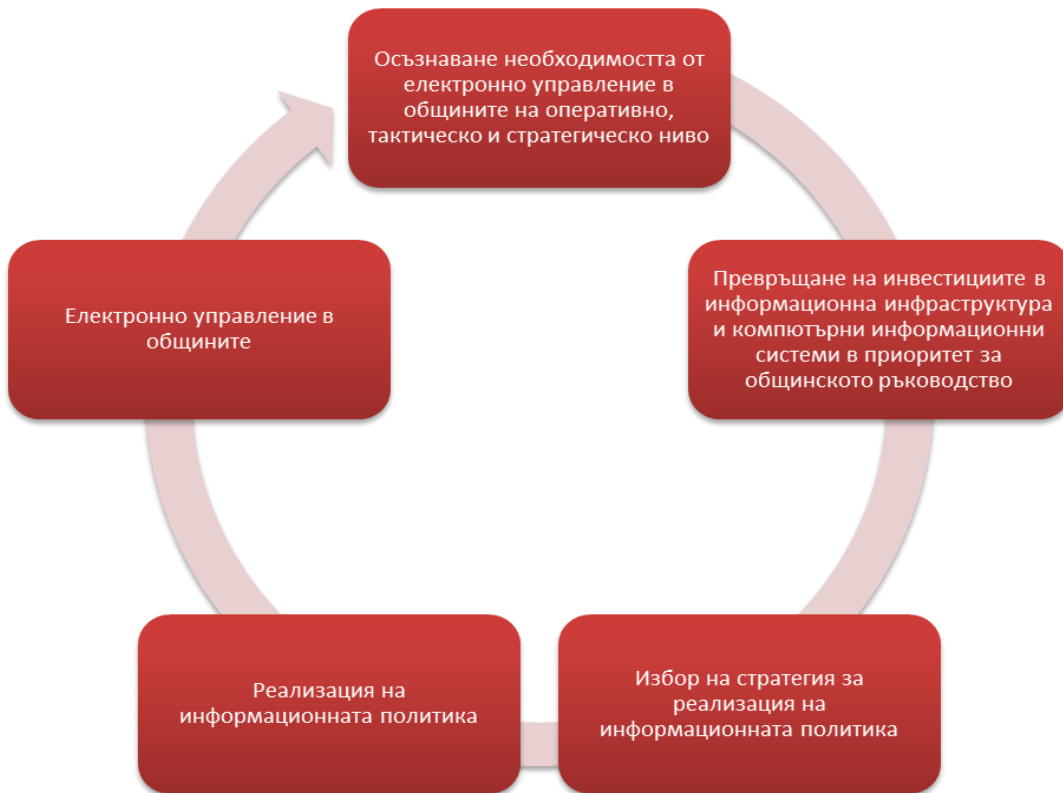 Осъзнаване необходимостта от
електронно управление в
общините на оперативно,
тактическо и стратегическо ниво
Превръщане на инвестициите в
информационна инфраструктура
и компютърни информационни
системи в приоритет за
общинското ръководство
Избор на стратегия за
реализация на
информационната политика
Реализация на
информационната политика
Електронно управление в
общините